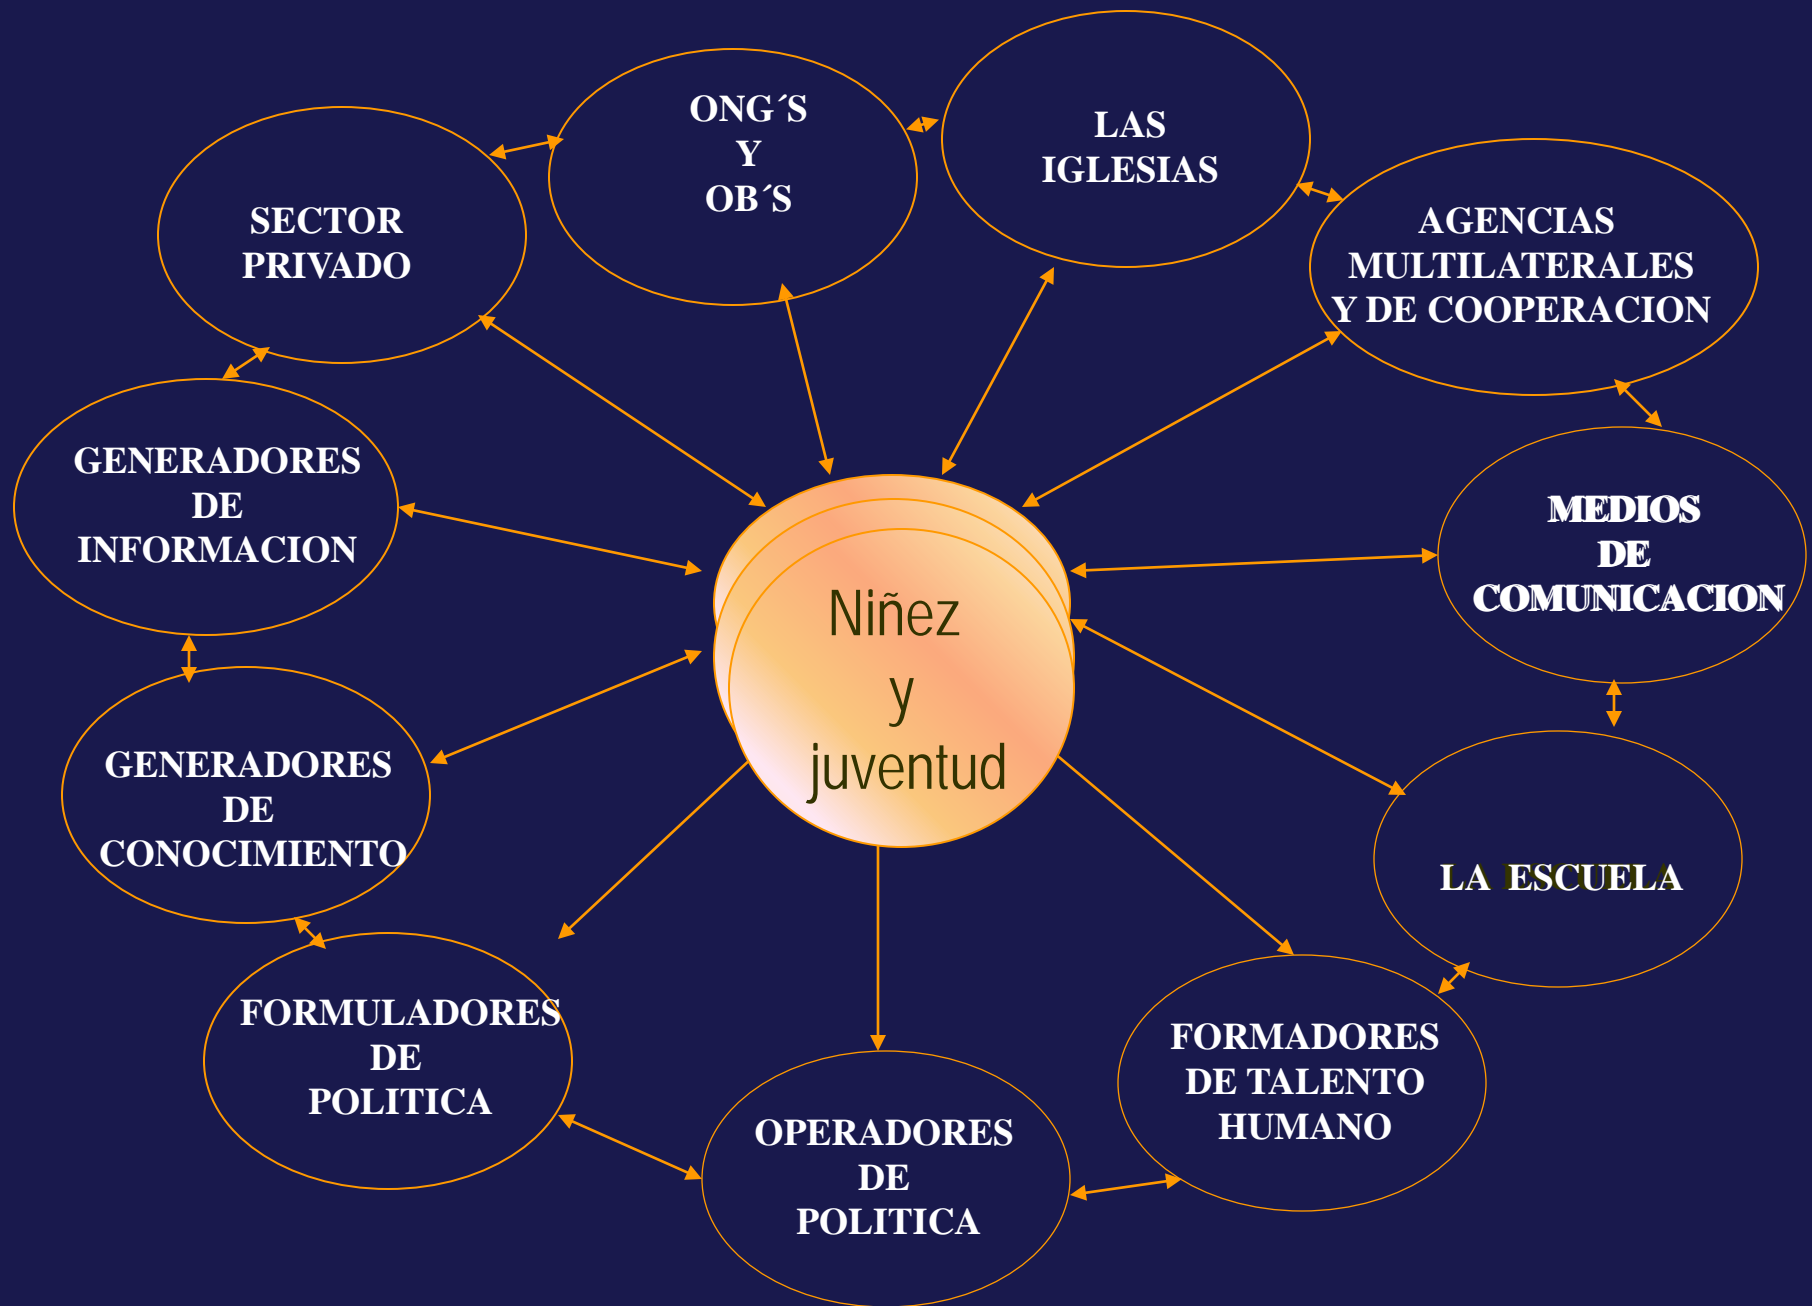 ONG´S
Y
OB´S
LAS
IGLESIAS
SECTOR
PRIVADO
AGENCIAS
MULTILATERALES
Y DE COOPERACION
GENERADORES
DE
INFORMACION
MEDIOS
DE
COMUNICACION
Niñez
y
juventud
GENERADORES
DE
CONOCIMIENTO
LA ESCUELA
FORMULADORES
DE
POLITICA
FORMADORES
DE TALENTO
HUMANO
OPERADORES
DE
POLITICA